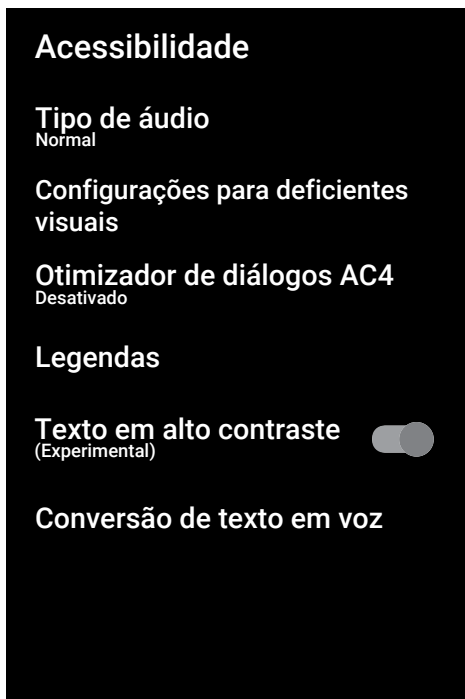 Acessibilidade
Tipo de áudio
Normal
Configurações para deficientes
visuais
Otimizador de diálogos AC4
Desativado
Legendas
Texto em alto contraste
(Experimental)
Conversão de texto em voz